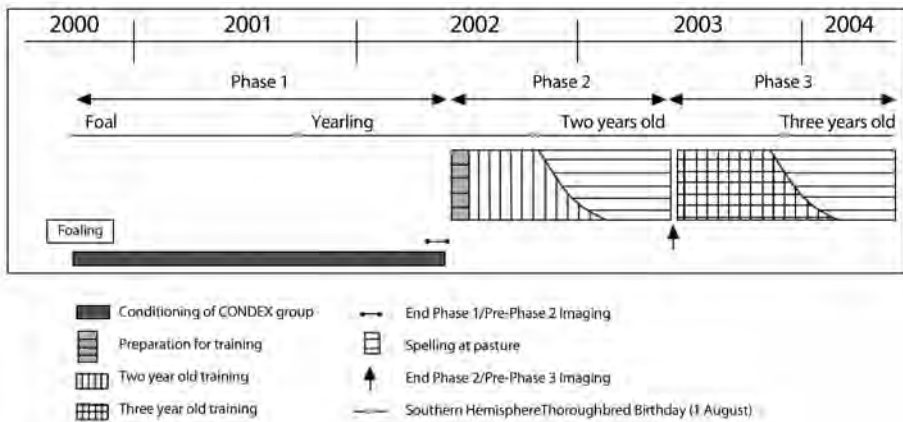 2000 2001 2002 2003 2004
Phase 1 Phase 2 Phase 3
Foal Yearling Two years old Three years old
Foaling
Conditioning of CONDEX group
Preparation for training
Two year old training
Three year old training
End Phase 1/Pre-Phase 2 Imaging
Spelling at pasture
End Phase 2/Pre-Phase 3 Imaging
Southern HemisphereThoroughbred Birthday (1 August)